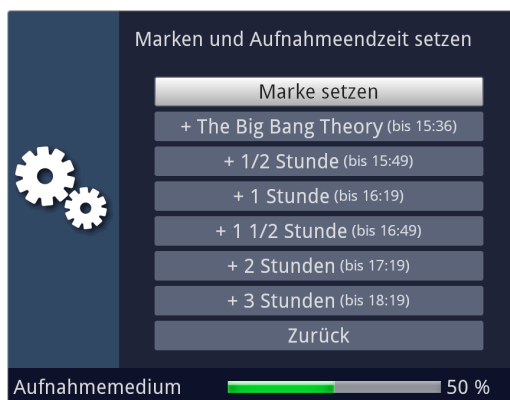 Marken und Aufnahmeendzeit setzen
Marke setzen
+ The Big Bang Theory (bis 15:36)
+ 1/2 Stunde (bis 15:49)
+ 1 Stunde (bis 16:19)
+ 1 1/2 Stunde (bis 16:49)
+ 2 Stunden (bis 17:19)
+ 3 Stunden (bis 18:19)
Zurück
Aufnahmemedium 50 %